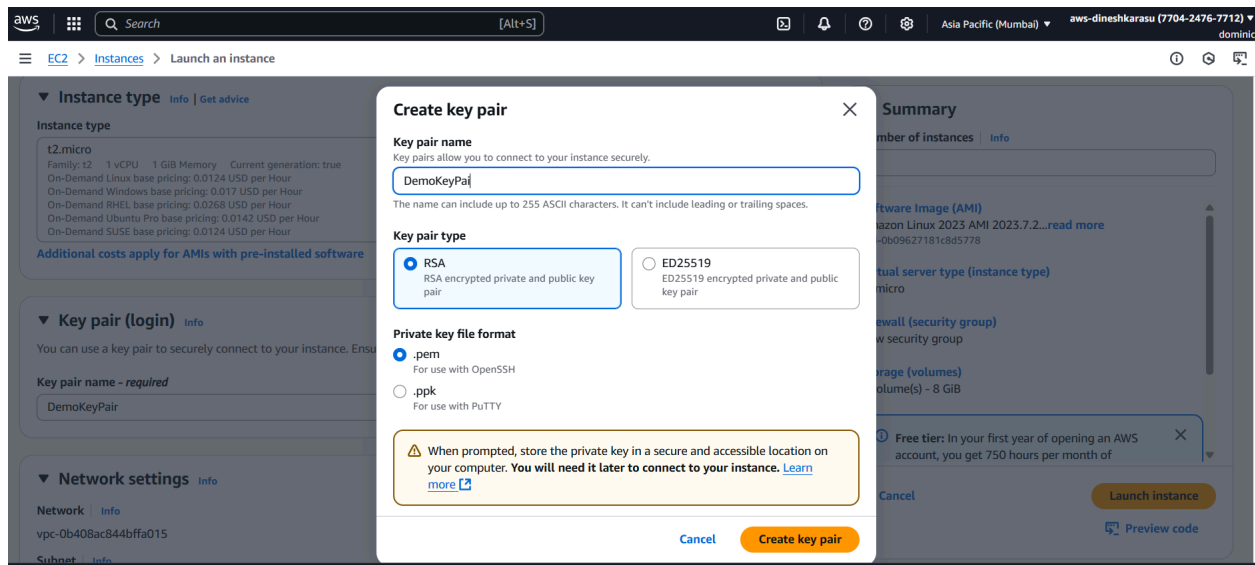 aws
Search
[Alt+S]
Asia Pacific (Mumbai)
aws-dineshkarasu (7704-2476-7712)
dominic
EC2 > Instances > Launch an instance
Instance type Info | Get advice
Instance type
t2.micro
Family: t2 1 vCPU 1 GiB Memory Current generation: true
On-Demand Linux base pricing: 0.0124 USD per Hour
On-Demand Windows base pricing: 0.017 USD per Hour
On-Demand RHEL base pricing: 0.0268 USD per Hour
On-Demand Ubuntu Pro base pricing: 0.0142 USD per Hour
On-Demand SUSE base pricing: 0.0124 USD per Hour
Additional costs apply for AMIs with pre-installed software
Key pair (login) Info
You can use a key pair to securely connect to your instance. Ensu
Key pair name - required
DemoKeyPair
Network settings Info
Network Info
vpc-0b408ac844bffa015
Subnet Info
Create key pair
Key pair name
Key pairs allow you to connect to your instance securely.
DemoKeyPai
The name can include up to 255 ASCII characters. It can't include leading or trailing spaces.
Key pair type
RSA
RSA encrypted private and public key
pair
ED25519
ED25519 encrypted private and public
key pair
Private key file format
.pem
For use with OpenSSH
.ppk
For use with PuTTY
When prompted, store the private key in a secure and accessible location on
your computer. You will need it later to connect to your instance. Learn
more
Cancel
Create key pair
Summary
mber of instances Info
ftware Image (AMI)
azon Linux 2023 AMI 2023.7.2...read more
-0b09627181c8d5778
tual server type (instance type)
micro
ewall (security group)
w security group
orage (volumes)
olume(s) - 8 GiB
Free tier: In your first year of opening an AWS
account, you get 750 hours per month of
Cancel
Launch instance
Preview code